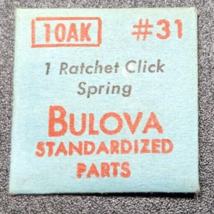 10AK #31
1 Ratchet Click
Spring
BULOVA
STANDARDIZED
PARTS